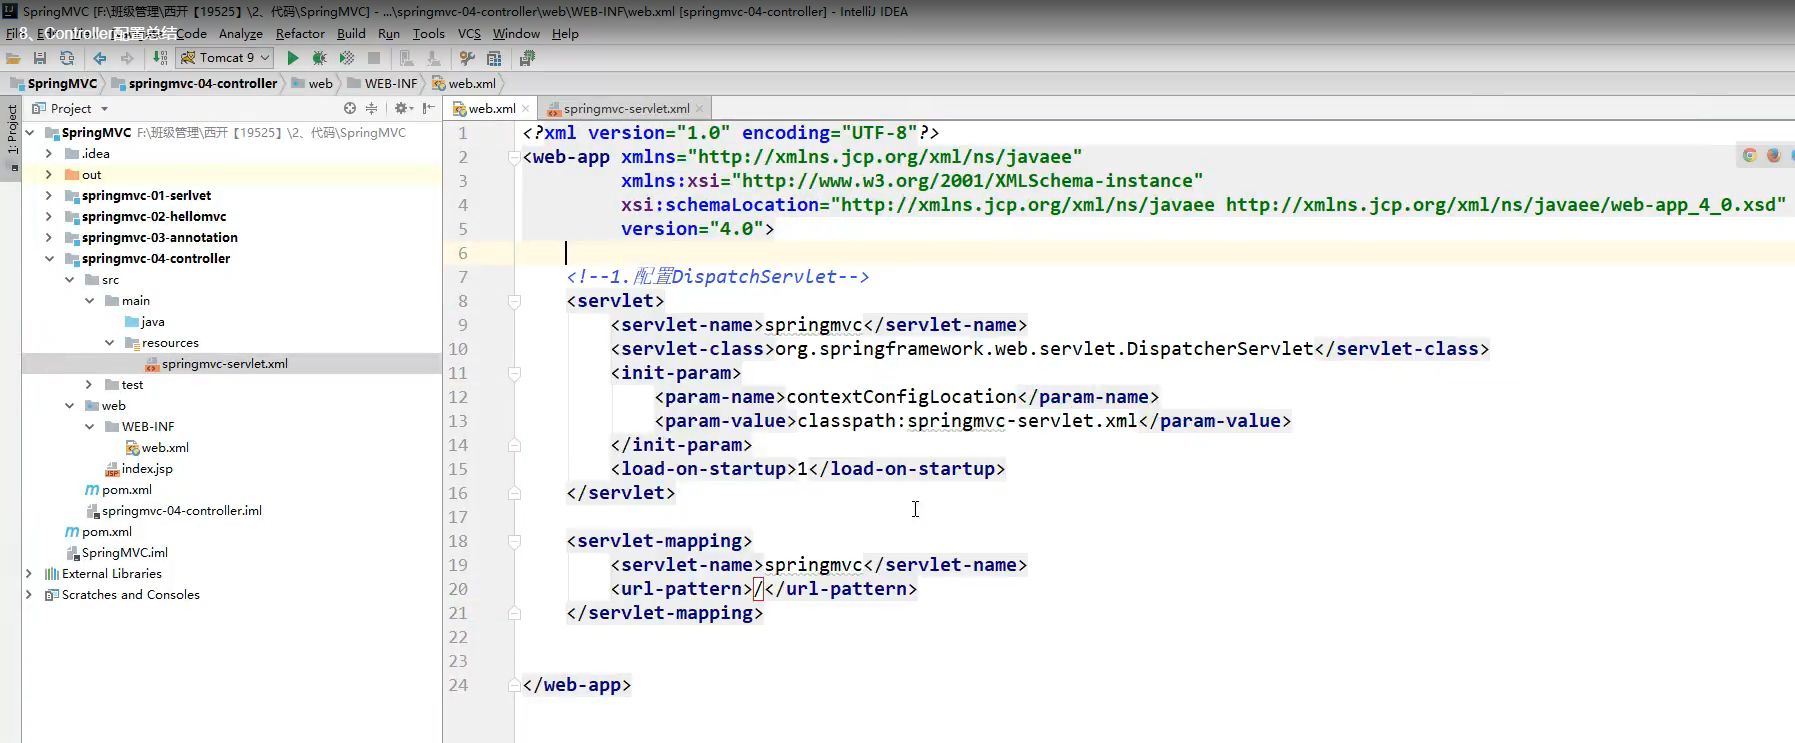 SpringMVC [F:\班级管理\西开【19525】\2、代码\SpringMVC] - ...\springmvc-04-controller\web\WEB-INF\web.xml [springmvc-04-controller] - IntelliJ IDEA
8、Controller配置总结
Code Analyze Refactor Build Run Tools VCS Window Help
Tomcat 9
SpringMVC springmvc-04-controller web WEB-INF web.xml
1: Project
Project
SpringMVC F:\班级管理\西开【19525】\2、代码\SpringMVC
.idea
out
springmvc-01-serlvet
springmvc-02-hellomvc
springmvc-03-annotation
springmvc-04-controller
src
main
java
resources
springmvc-servlet.xml
test
web
WEB-INF
web.xml
index.jsp
pom.xml
springmvc-04-controller.iml
pom.xml
SpringMVC.iml
External Libraries
Scratches and Consoles
web.xml springmvc-servlet.xml
1 <?xml version="1.0" encoding="UTF-8"?>
2 <web-app xmlns="http://xmlns.jcp.org/xml/ns/javaee"
3 xmlns:xsi="http://www.w3.org/2001/XMLSchema-instance"
4 xsi:schemaLocation="http://xmlns.jcp.org/xml/ns/javaee http://xmlns.jcp.org/xml/ns/javaee/web-app_4_0.xsd"
5 version="4.0">
6
7 <!--1.配置DispatchServlet-->
8 <servlet>
9 <servlet-name>springmvc</servlet-name>
10 <servlet-class>org.springframework.web.servlet.DispatcherServlet</servlet-class>
11 <init-param>
12 <param-name>contextConfigLocation</param-name>
13 <param-value>classpath:springmvc-servlet.xml</param-value>
14 </init-param>
15 <load-on-startup>1</load-on-startup>
16 </servlet>
17
18 <servlet-mapping>
19 <servlet-name>springmvc</servlet-name>
20 <url-pattern>/</url-pattern>
21 </servlet-mapping>
22
23
24 </web-app>